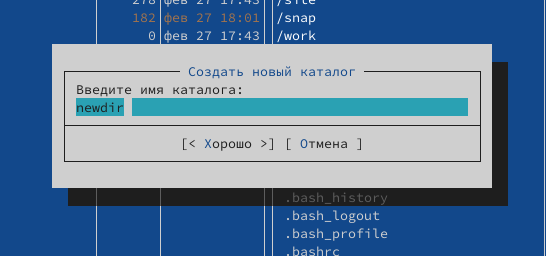 278 фев 27 17:43 /site
182 фев 27 18:01 /snap
0 фев 27 17:43 /work
Создать новый каталог
Введите имя каталога:
newdir
[< Хорошо >] [ Отмена ]
.bash_history
.bash_logout
.bash_profile
.bashrc